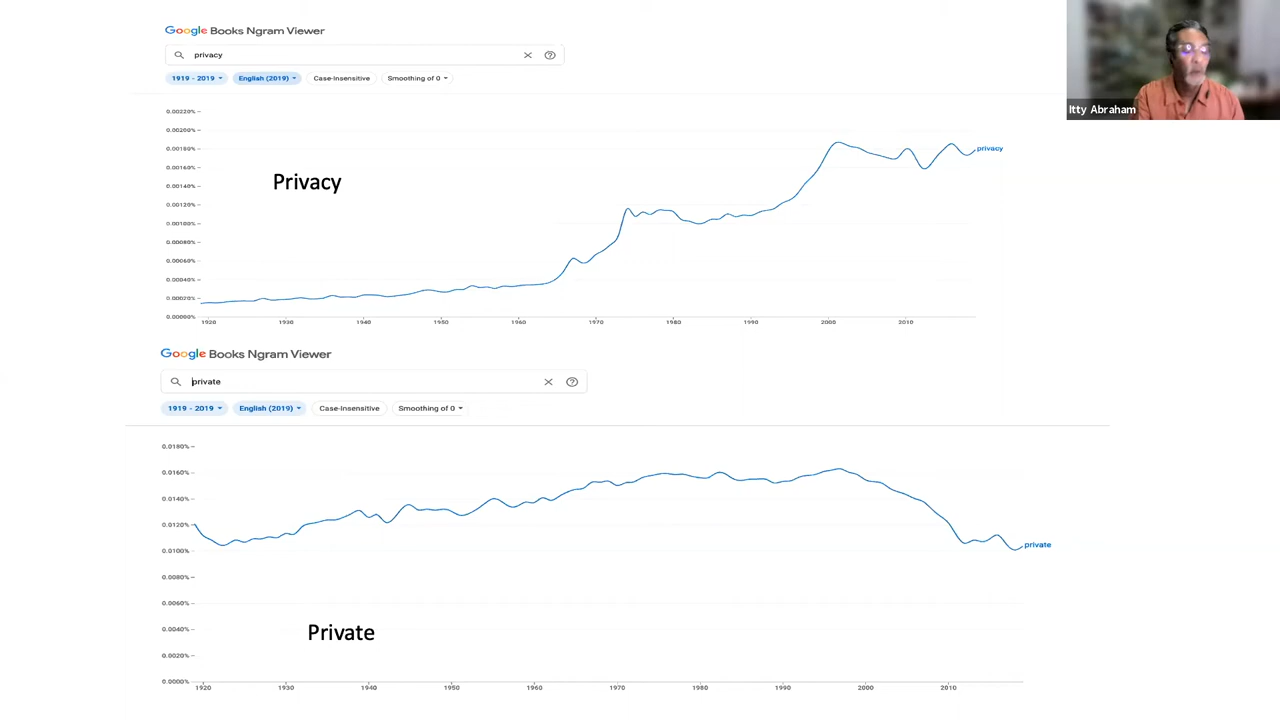 Google Books Ngram Viewer
privacy
1919 - 2019 English (2019) Case-Insensitive Smoothing of 0
0.00220%
0.00200%
0.00180%
privacy
0.00160%
Privacy
0.00140%
0.00120%
0.00100%
0.00080%
0.00060%
0.00040%
0.00020%
0.00000%
1920 1930 1940 1950 1960 1970 1980 1990 2000 2010
Itty Abraham
Google Books Ngram Viewer
private
1919 - 2019 English (2019) Case-Insensitive Smoothing of 0
0.0180%
0.0160%
0.0140%
0.0120%
private
0.0100%
0.0080%
0.0060%
0.0040%
Private
0.0020%
0.0000%
1920 1930 1940 1950 1960 1970 1980 1990 2000 2010